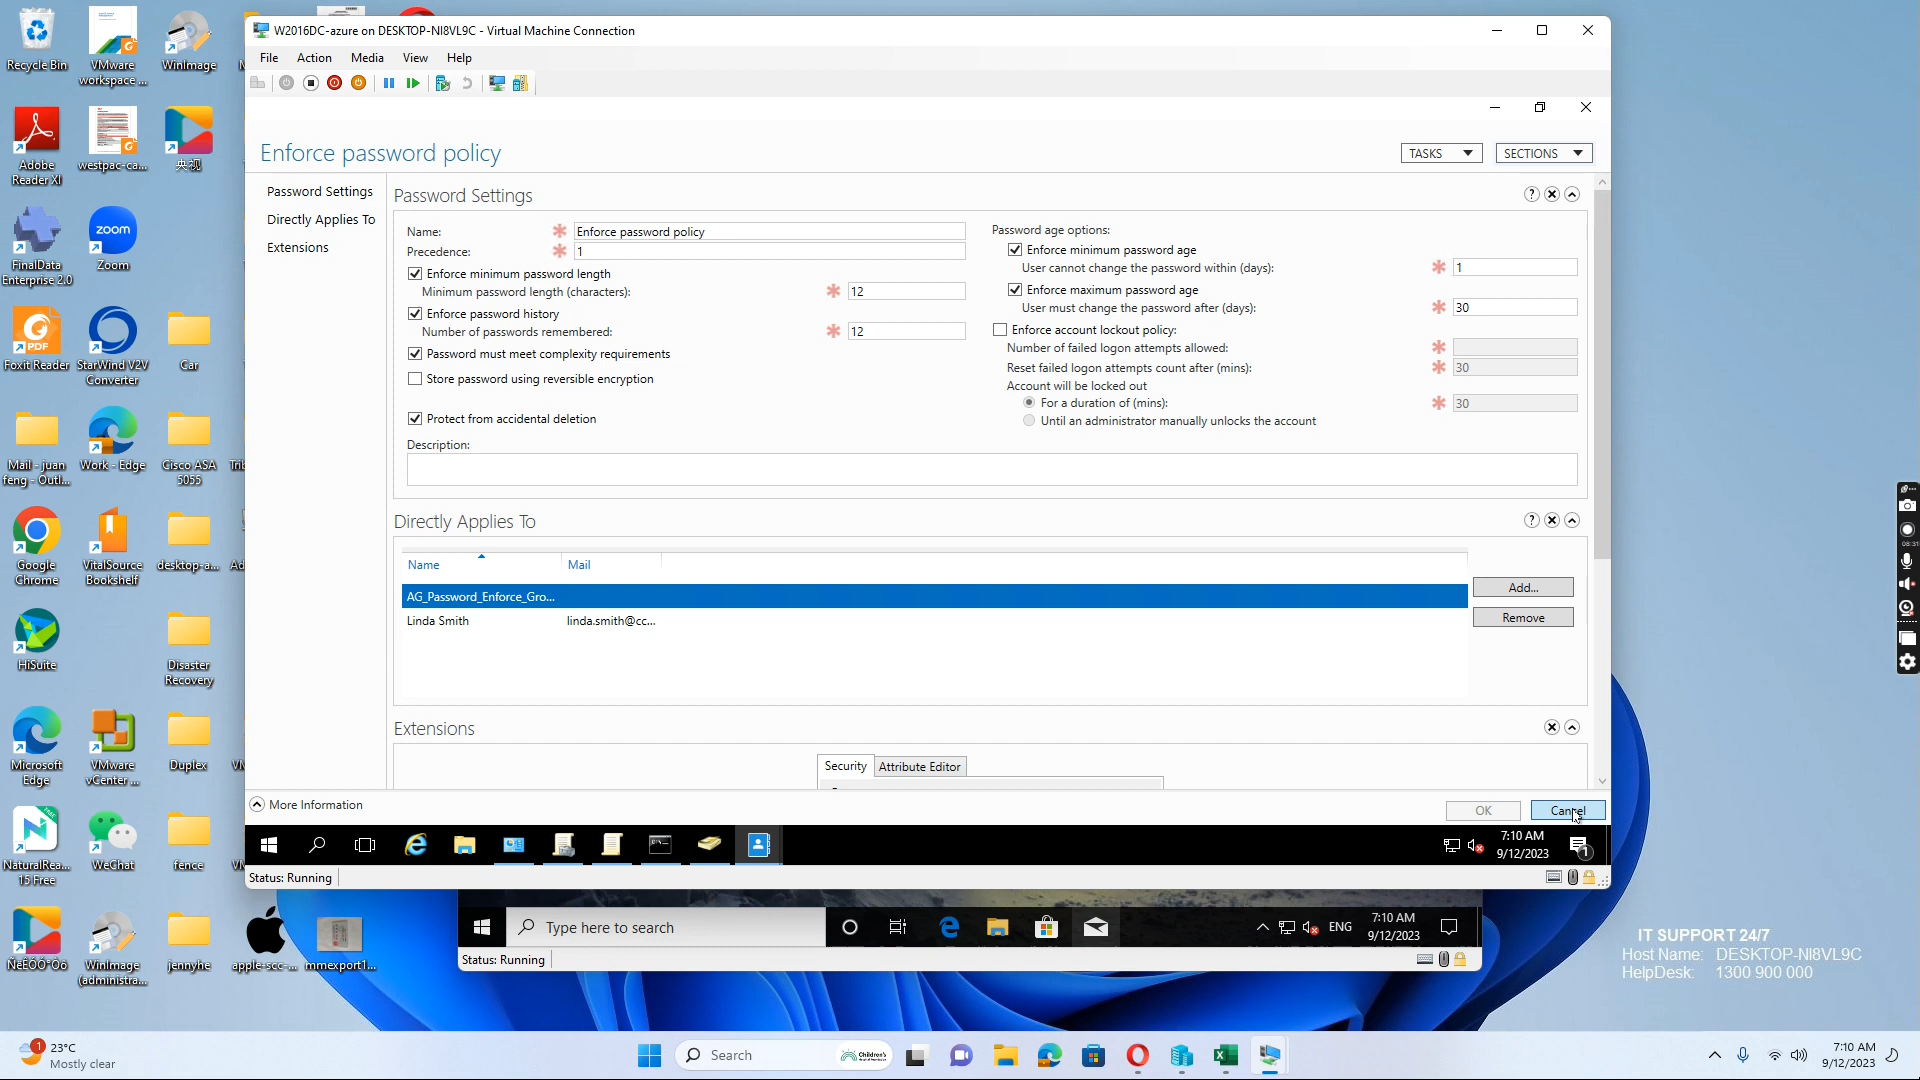 W2016DC-azure on DESKTOP-NI8VL9C - Virtual Machine Connection
File Action Media View Help
Enforce password policy
TASKS
SECTIONS
Password Settings
Directly Applies To
Extensions
Password Settings
Name:
Enforce password policy
Precedence:
1
Enforce minimum password length
Minimum password length (characters):
12
Enforce password history
Number of passwords remembered:
12
Password must meet complexity requirements
Store password using reversible encryption
Protect from accidental deletion
Description:
Password age options:
Enforce minimum password age
User cannot change the password within (days):
1
Enforce maximum password age
User must change the password after (days):
30
Enforce account lockout policy:
Number of failed logon attempts allowed:
Reset failed logon attempts count after (mins):
30
Account will be locked out
For a duration of (mins):
30
Until an administrator manually unlocks the account
Directly Applies To
Name Mail
AG_Password_Enforce_Gro...
Linda Smith linda.smith@cc...
Add...
Remove
Extensions
Security Attribute Editor
More Information
OK
Cancel
7:10 AM
9/12/2023
1
Status: Running
Type here to search
ENG
7:10 AM
9/12/2023
Status: Running
Recycle Bin
VMware
workspace ...
WinImage
Adobe
Reader XI
westpac-ca...
央视
FinalData
Enterprise 2.0
zoom
Zoom
Foxit Reader
StarWind V2V
Converter
Car
Mail - juan
feng - Outl...
Work - Edge
Cisco ASA
5055
Google
Chrome
VitalSource
Bookshelf
desktop-a...
HiSuite
Disaster
Recovery
Microsoft
Edge
VMware
vCenter ...
Duplex
NaturalRea...
15 Free
WeChat
fence
ÑëÊÓÓ°Òô
WinImage
(administra...
jennyhe
apple-scc-...
mmexport1...
IT SUPPORT 24/7
Host Name: DESKTOP-NI8VL9C
HelpDesk: 1300 900 000
08:31
1
23°C
Mostly clear
Search
Children's
7:10 AM
9/12/2023